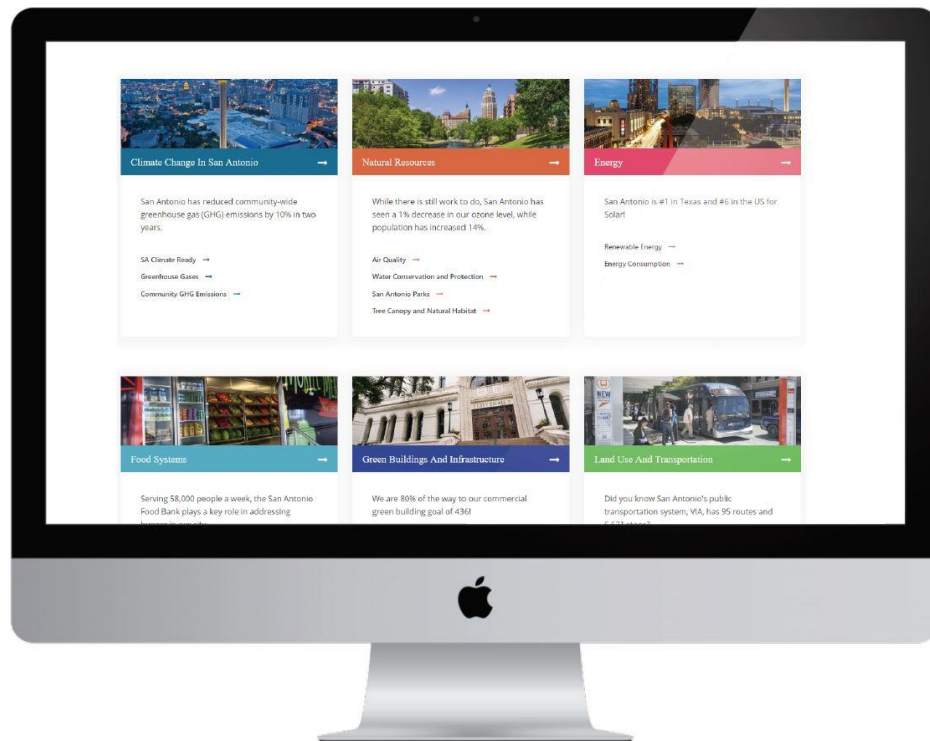 Climate Change In San Antonio →
San Antonio has reduced community-wide
greenhouse gas (GHG) emissions by 10% in two
years.
SA Climate Ready →
Greenhouse Gases →
Community GHG Emissions →
Natural Resources →
While there is still work to do, San Antonio has
seen a 1% decrease in our ozone level, while
population has increased 14%.
Air Quality →
Water Conservation and Protection →
San Antonio Parks →
Tree Canopy and Natural Habitat →
Energy →
San Antonio is #1 in Texas and #6 in the US for
Solar!
Renewable Energy →
Energy Consumption →
Food Systems →
Serving 58,000 people a week, the San Antonio
Food Bank plays a key role in addressing
Green Buildings And Infrastructure →
We are 80% of the way to our commercial
green building goal of 436!
NEW
Land Use And Transportation →
Did you know San Antonio's public
transportation system, VIA, has 95 routes and